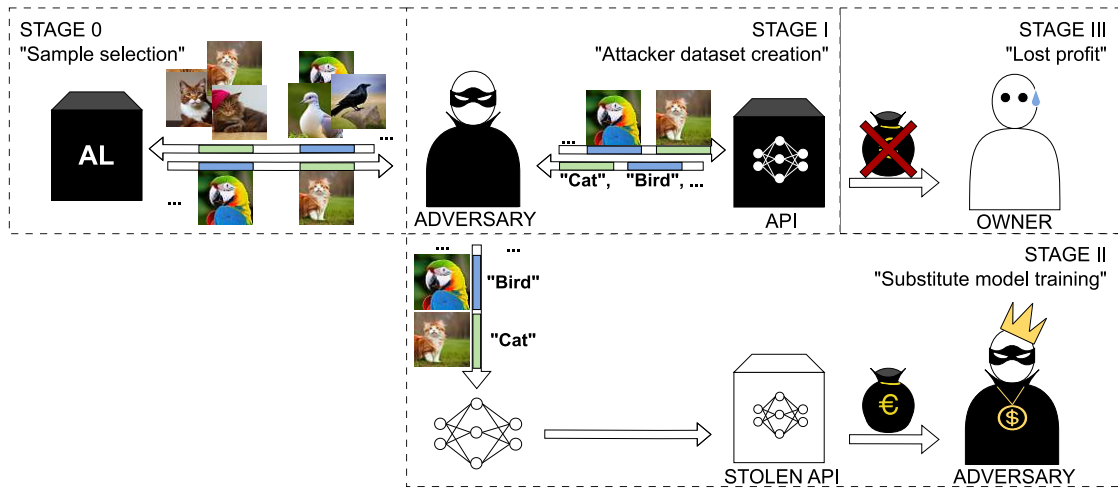 STAGE 0
"Sample selection"
AL
...
...
STAGE I
"Attacker dataset creation"
...
"Cat", "Bird", ...
ADVERSARY
API
STAGE III
"Lost profit"
OWNER
... ...
"Bird"
"Cat"
STAGE II
"Substitute model training"
€
$
STOLEN API
ADVERSARY